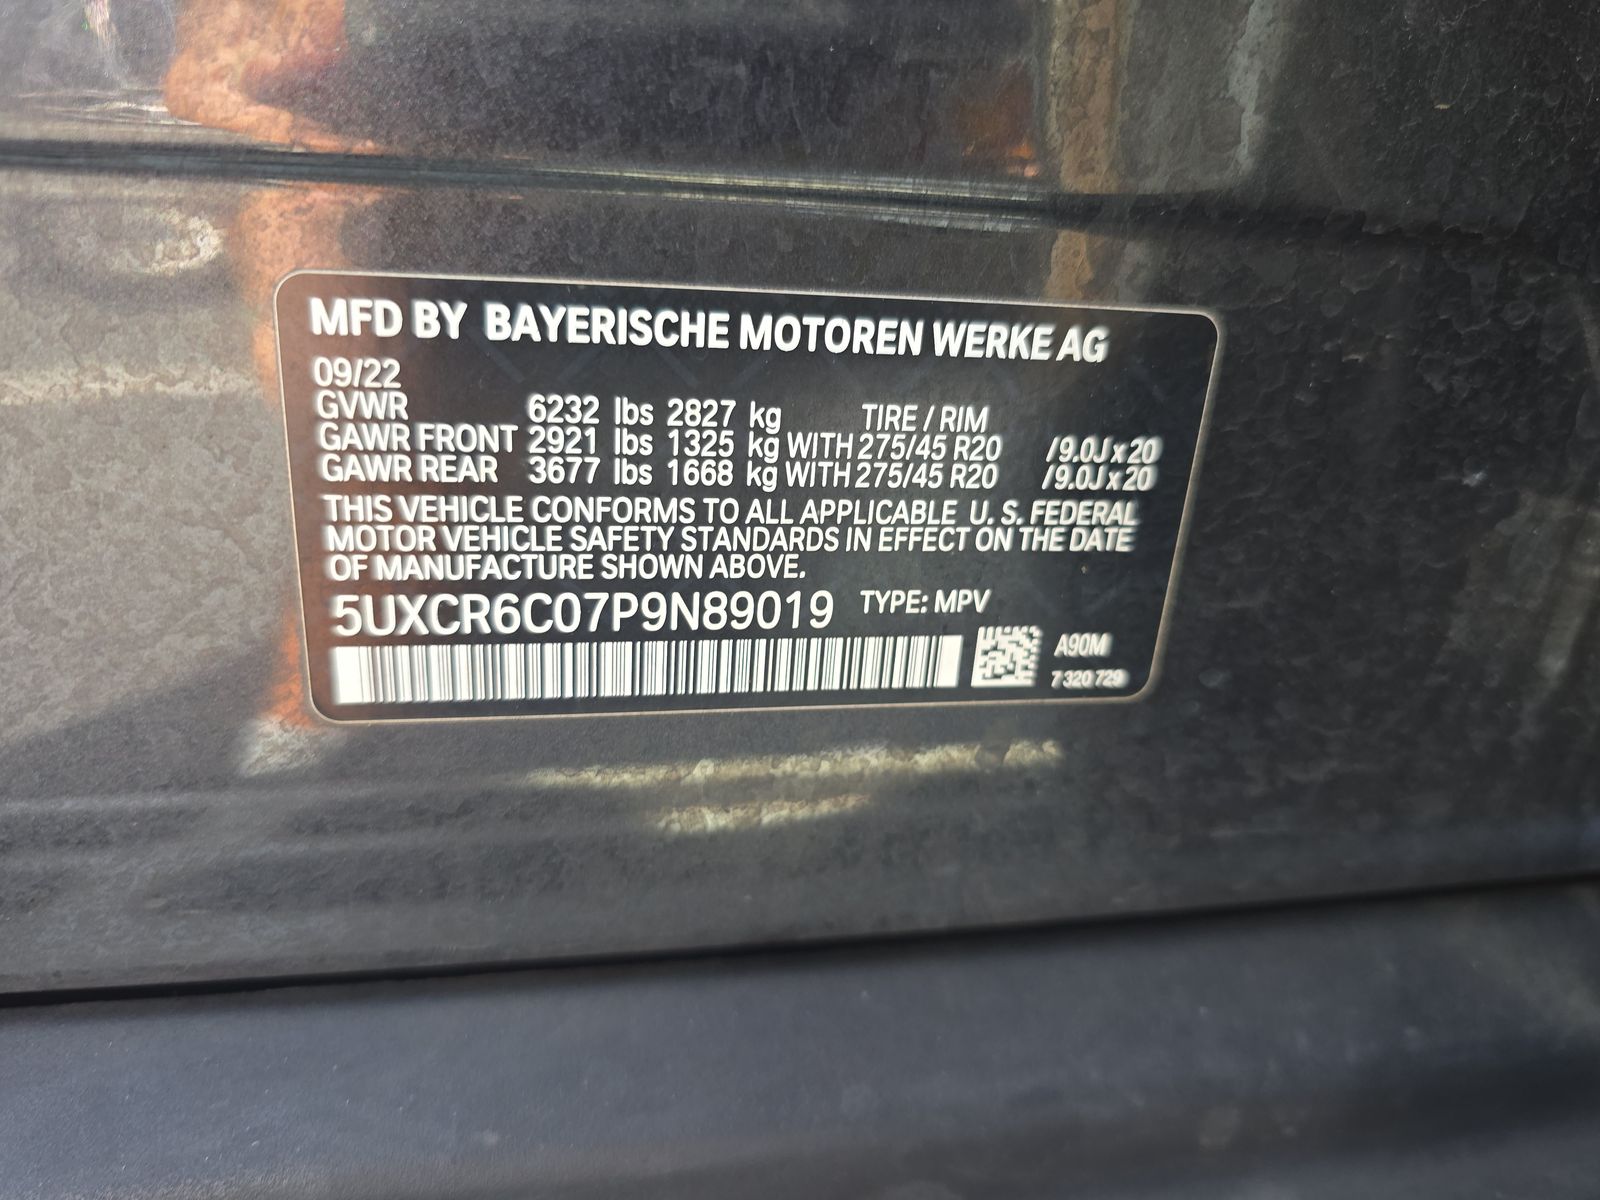 MFD BY BAYERISCHE MOTOREN WERKE AG
09/22
GVWR 6232 lbs 2827 kg TIRE / RIM
GAWR FRONT 2921 lbs 1325 kg WITH 275/45 R20 /9.0J x 20
GAWR REAR 3677 lbs 1668 kg WITH 275/45 R20 /9.0J x 20
THIS VEHICLE CONFORMS TO ALL APPLICABLE U. S. FEDERAL
MOTOR VEHICLE SAFETY STANDARDS IN EFFECT ON THE DATE
OF MANUFACTURE SHOWN ABOVE.
5UXCR6C07P9N89019 TYPE: MPV
A90M
7 320 729